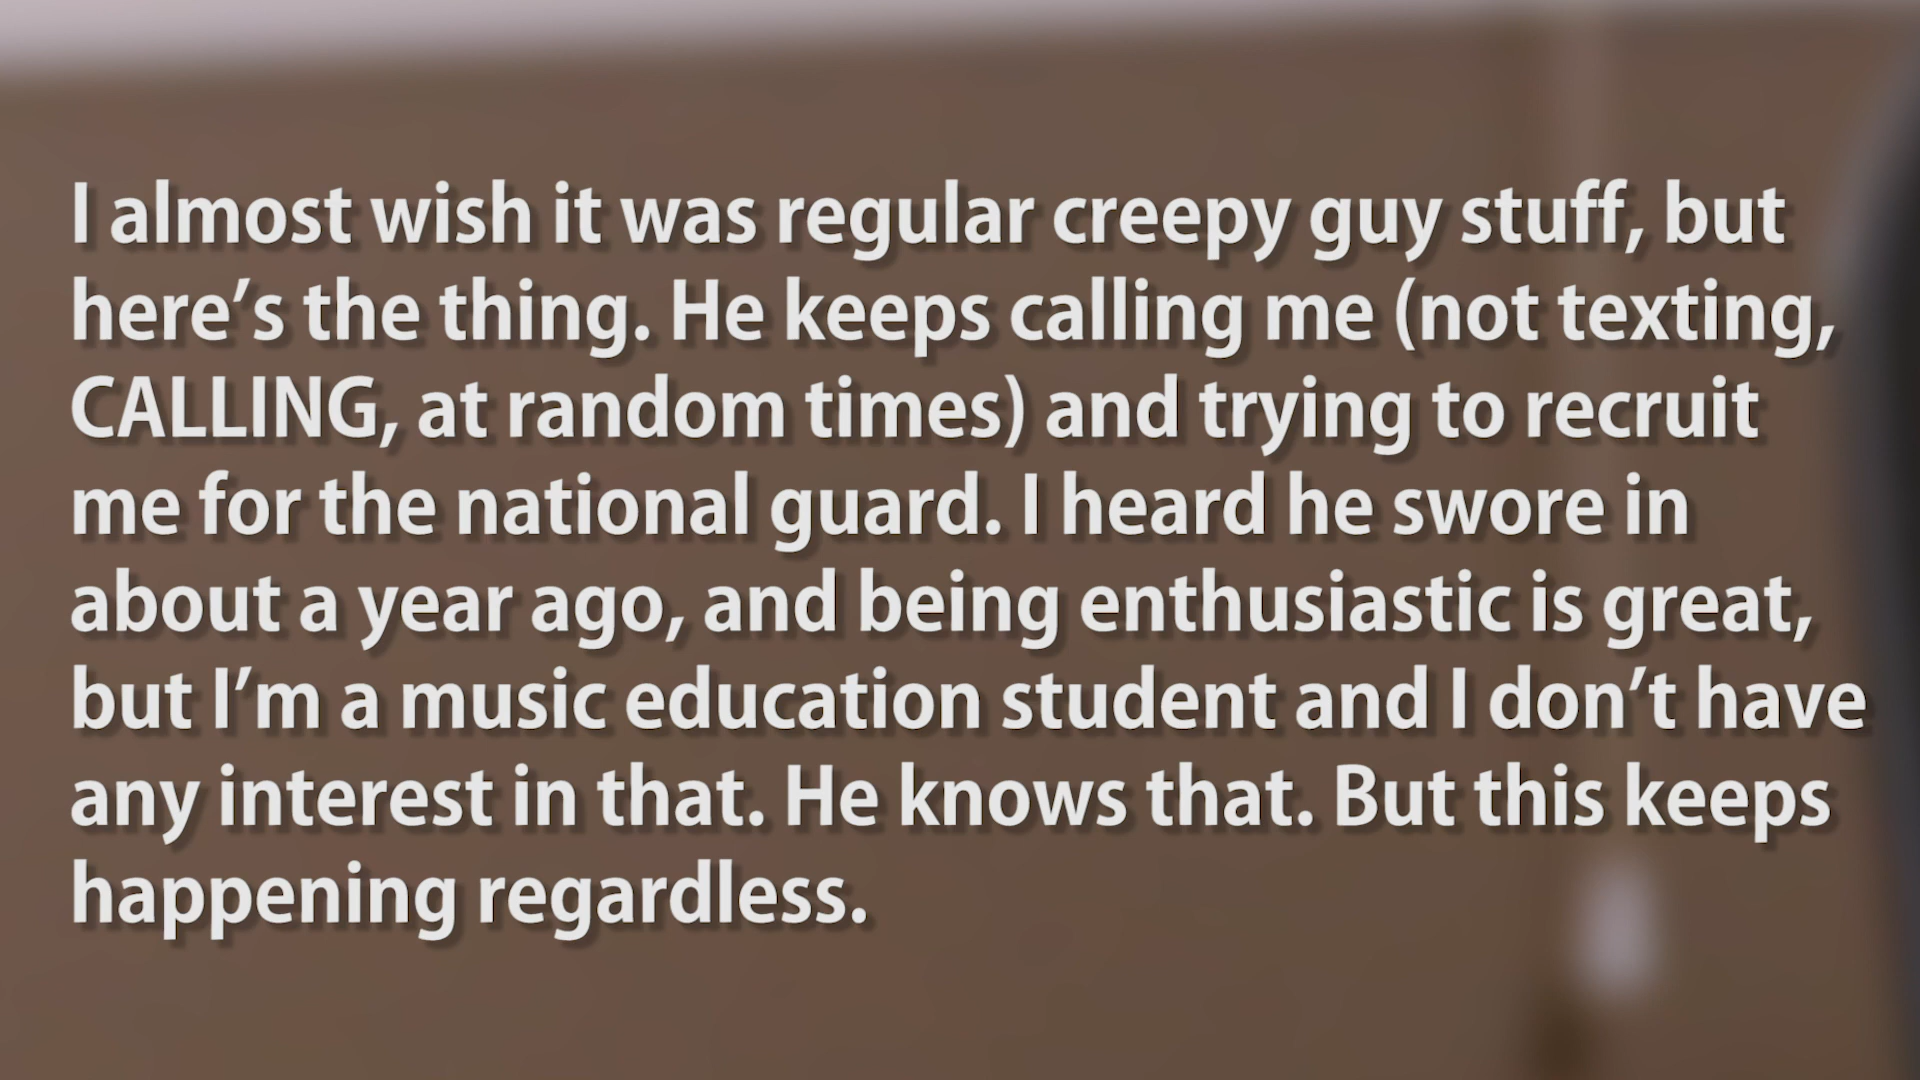 I almost wish it was regular creepy guy stuff, but
here’s the thing. He keeps calling me (not texting,
CALLING, at random times) and trying to recruit
me for the national guard. I heard he swore in
about a year ago, and being enthusiastic is great,
but I’m a music education student and I don’t have
any interest in that. He knows that. But this keeps
happening regardless.